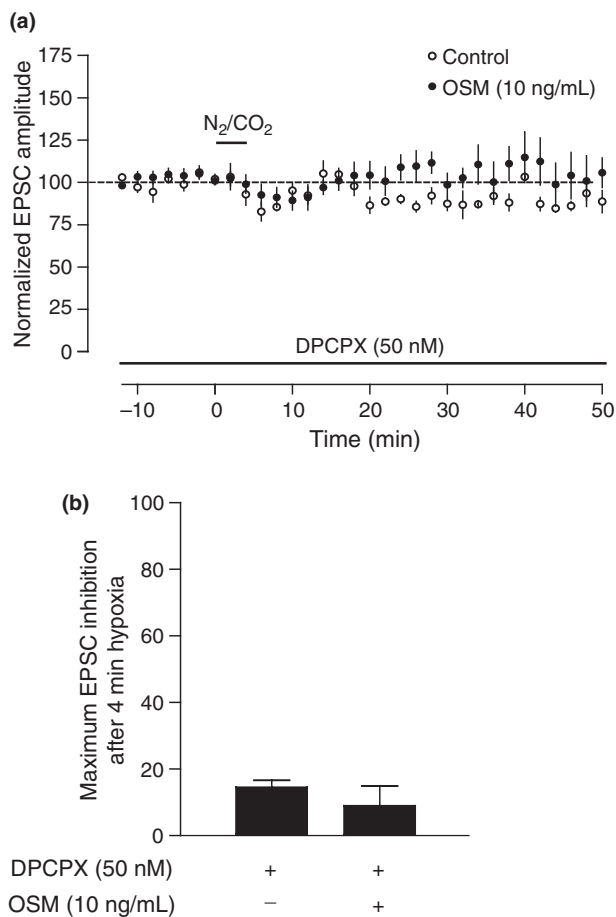 (a)
175
150
125
100
75
50
25
0
Normalized EPSC amplitude
Control
OSM (10 ng/mL)
N₂/CO₂
DPCPX (50 nM)
–10 0 10 20 30 40 50
Time (min)
(b)
100
80
60
40
20
0
Maximum EPSC inhibition
after 4 min hypoxia
DPCPX (50 nM) + +
OSM (10 ng/mL) – +